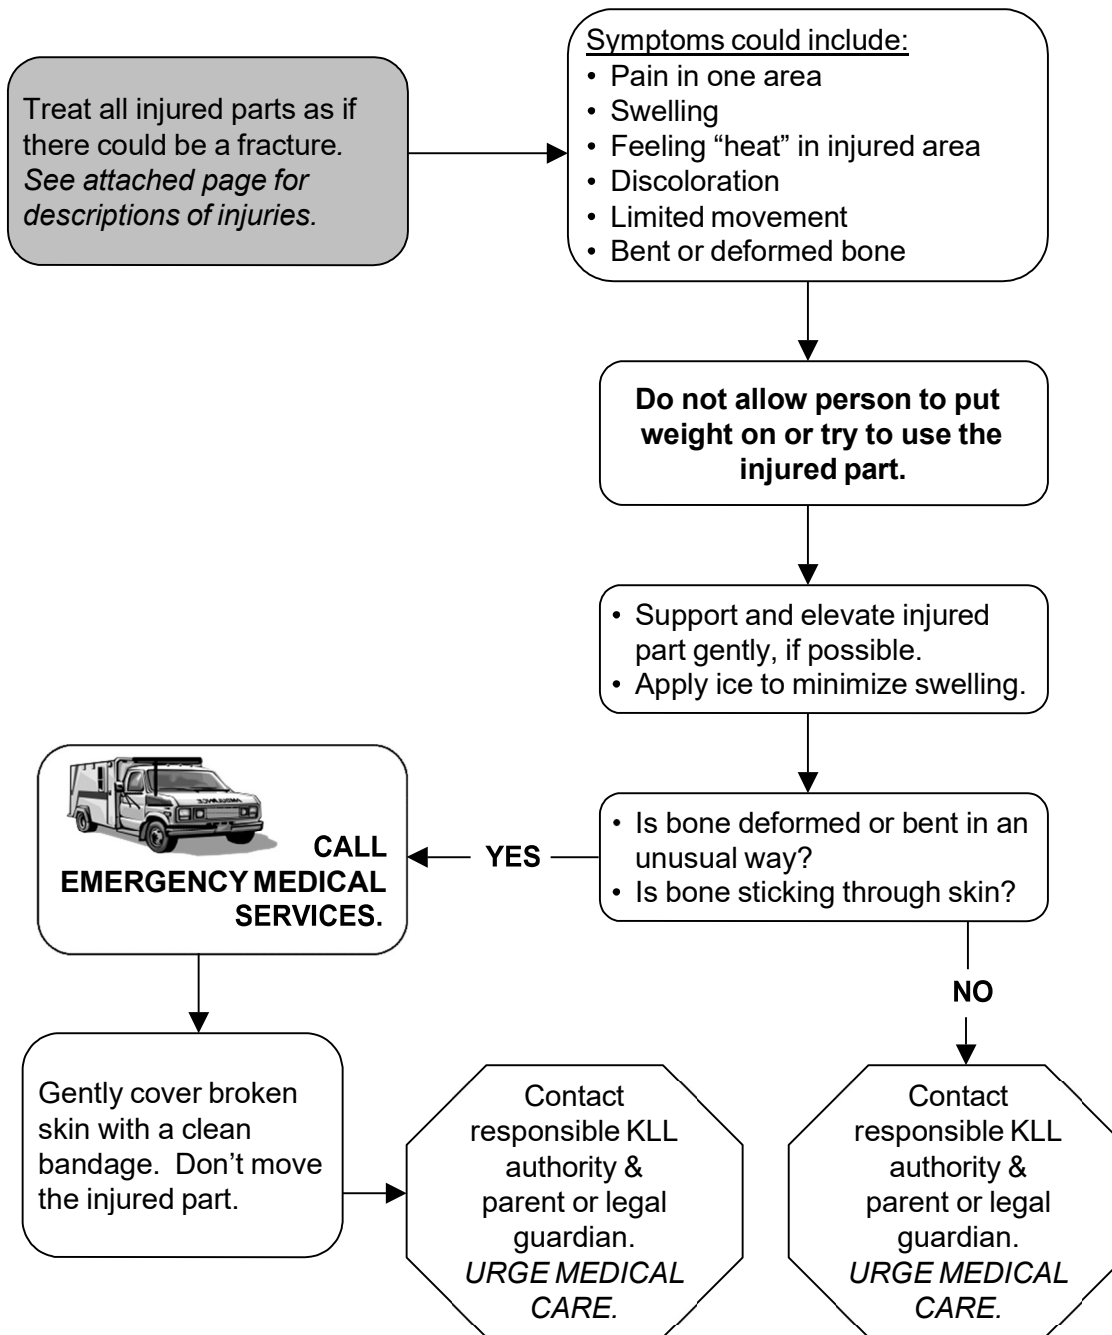 Treat all injured parts as if
there could be a fracture.
See attached page for
descriptions of injuries.
Symptoms could include:
• Pain in one area
• Swelling
• Feeling “heat” in injured area
• Discoloration
• Limited movement
• Bent or deformed bone
Do not allow person to put
weight on or try to use the
injured part.
• Support and elevate injured
part gently, if possible.
• Apply ice to minimize swelling.
• Is bone deformed or bent in an
unusual way?
• Is bone sticking through skin?
YES
AMBULANCE
CALL
EMERGENCY MEDICAL
SERVICES.
NO
Gently cover broken
skin with a clean
bandage.  Don’t move
the injured part.
Contact
responsible KLL
authority &
parent or legal
guardian.
URGE MEDICAL
CARE.
Contact
responsible KLL
authority &
parent or legal
guardian.
URGE MEDICAL
CARE.